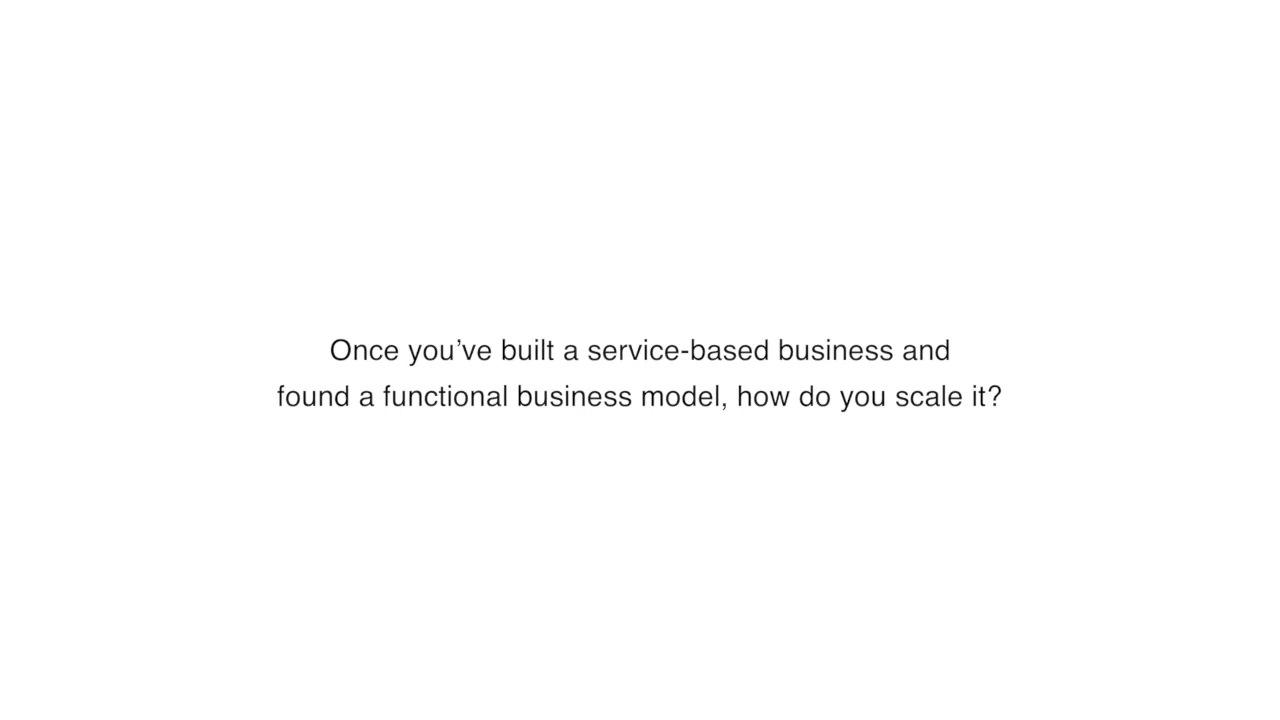 Once you’ve built a service-based business and
found a functional business model, how do you scale it?